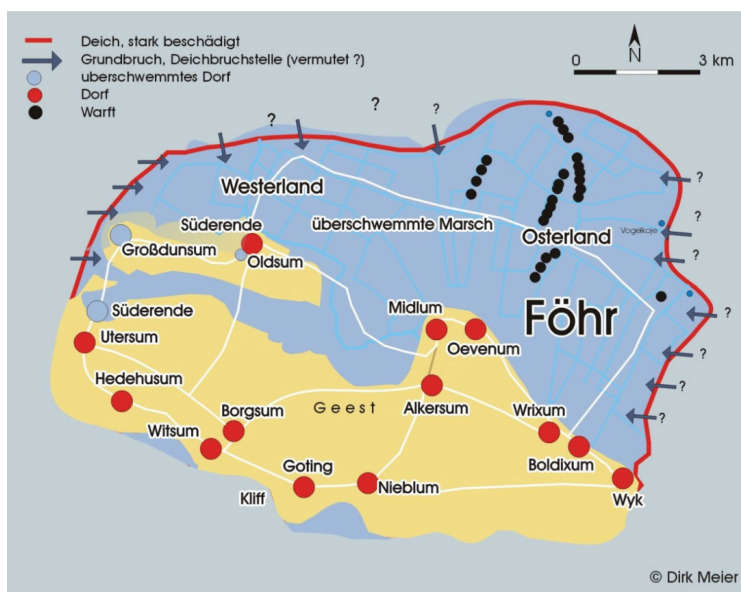 Deich, stark beschädigt
Grundbruch, Deichbruchstelle (vermutet ?)
uberschwemmtes Dorf
Dorf
Warft
N
0 3 km
?
?
?
?
?
?
?
?
?
?
Westerland
Süderende
überschwemmte Marsch
Osterland
Vogelkoje
Großdunsum
Oldsum
Süderende
Midlum
Föhr
Utersum
Oevenum
Hedehusum
Geest
Alkersum
Borgsum
Wrixum
Witsum
Boldixum
Goting
Kliff
Nieblum
Wyk
© Dirk Meier